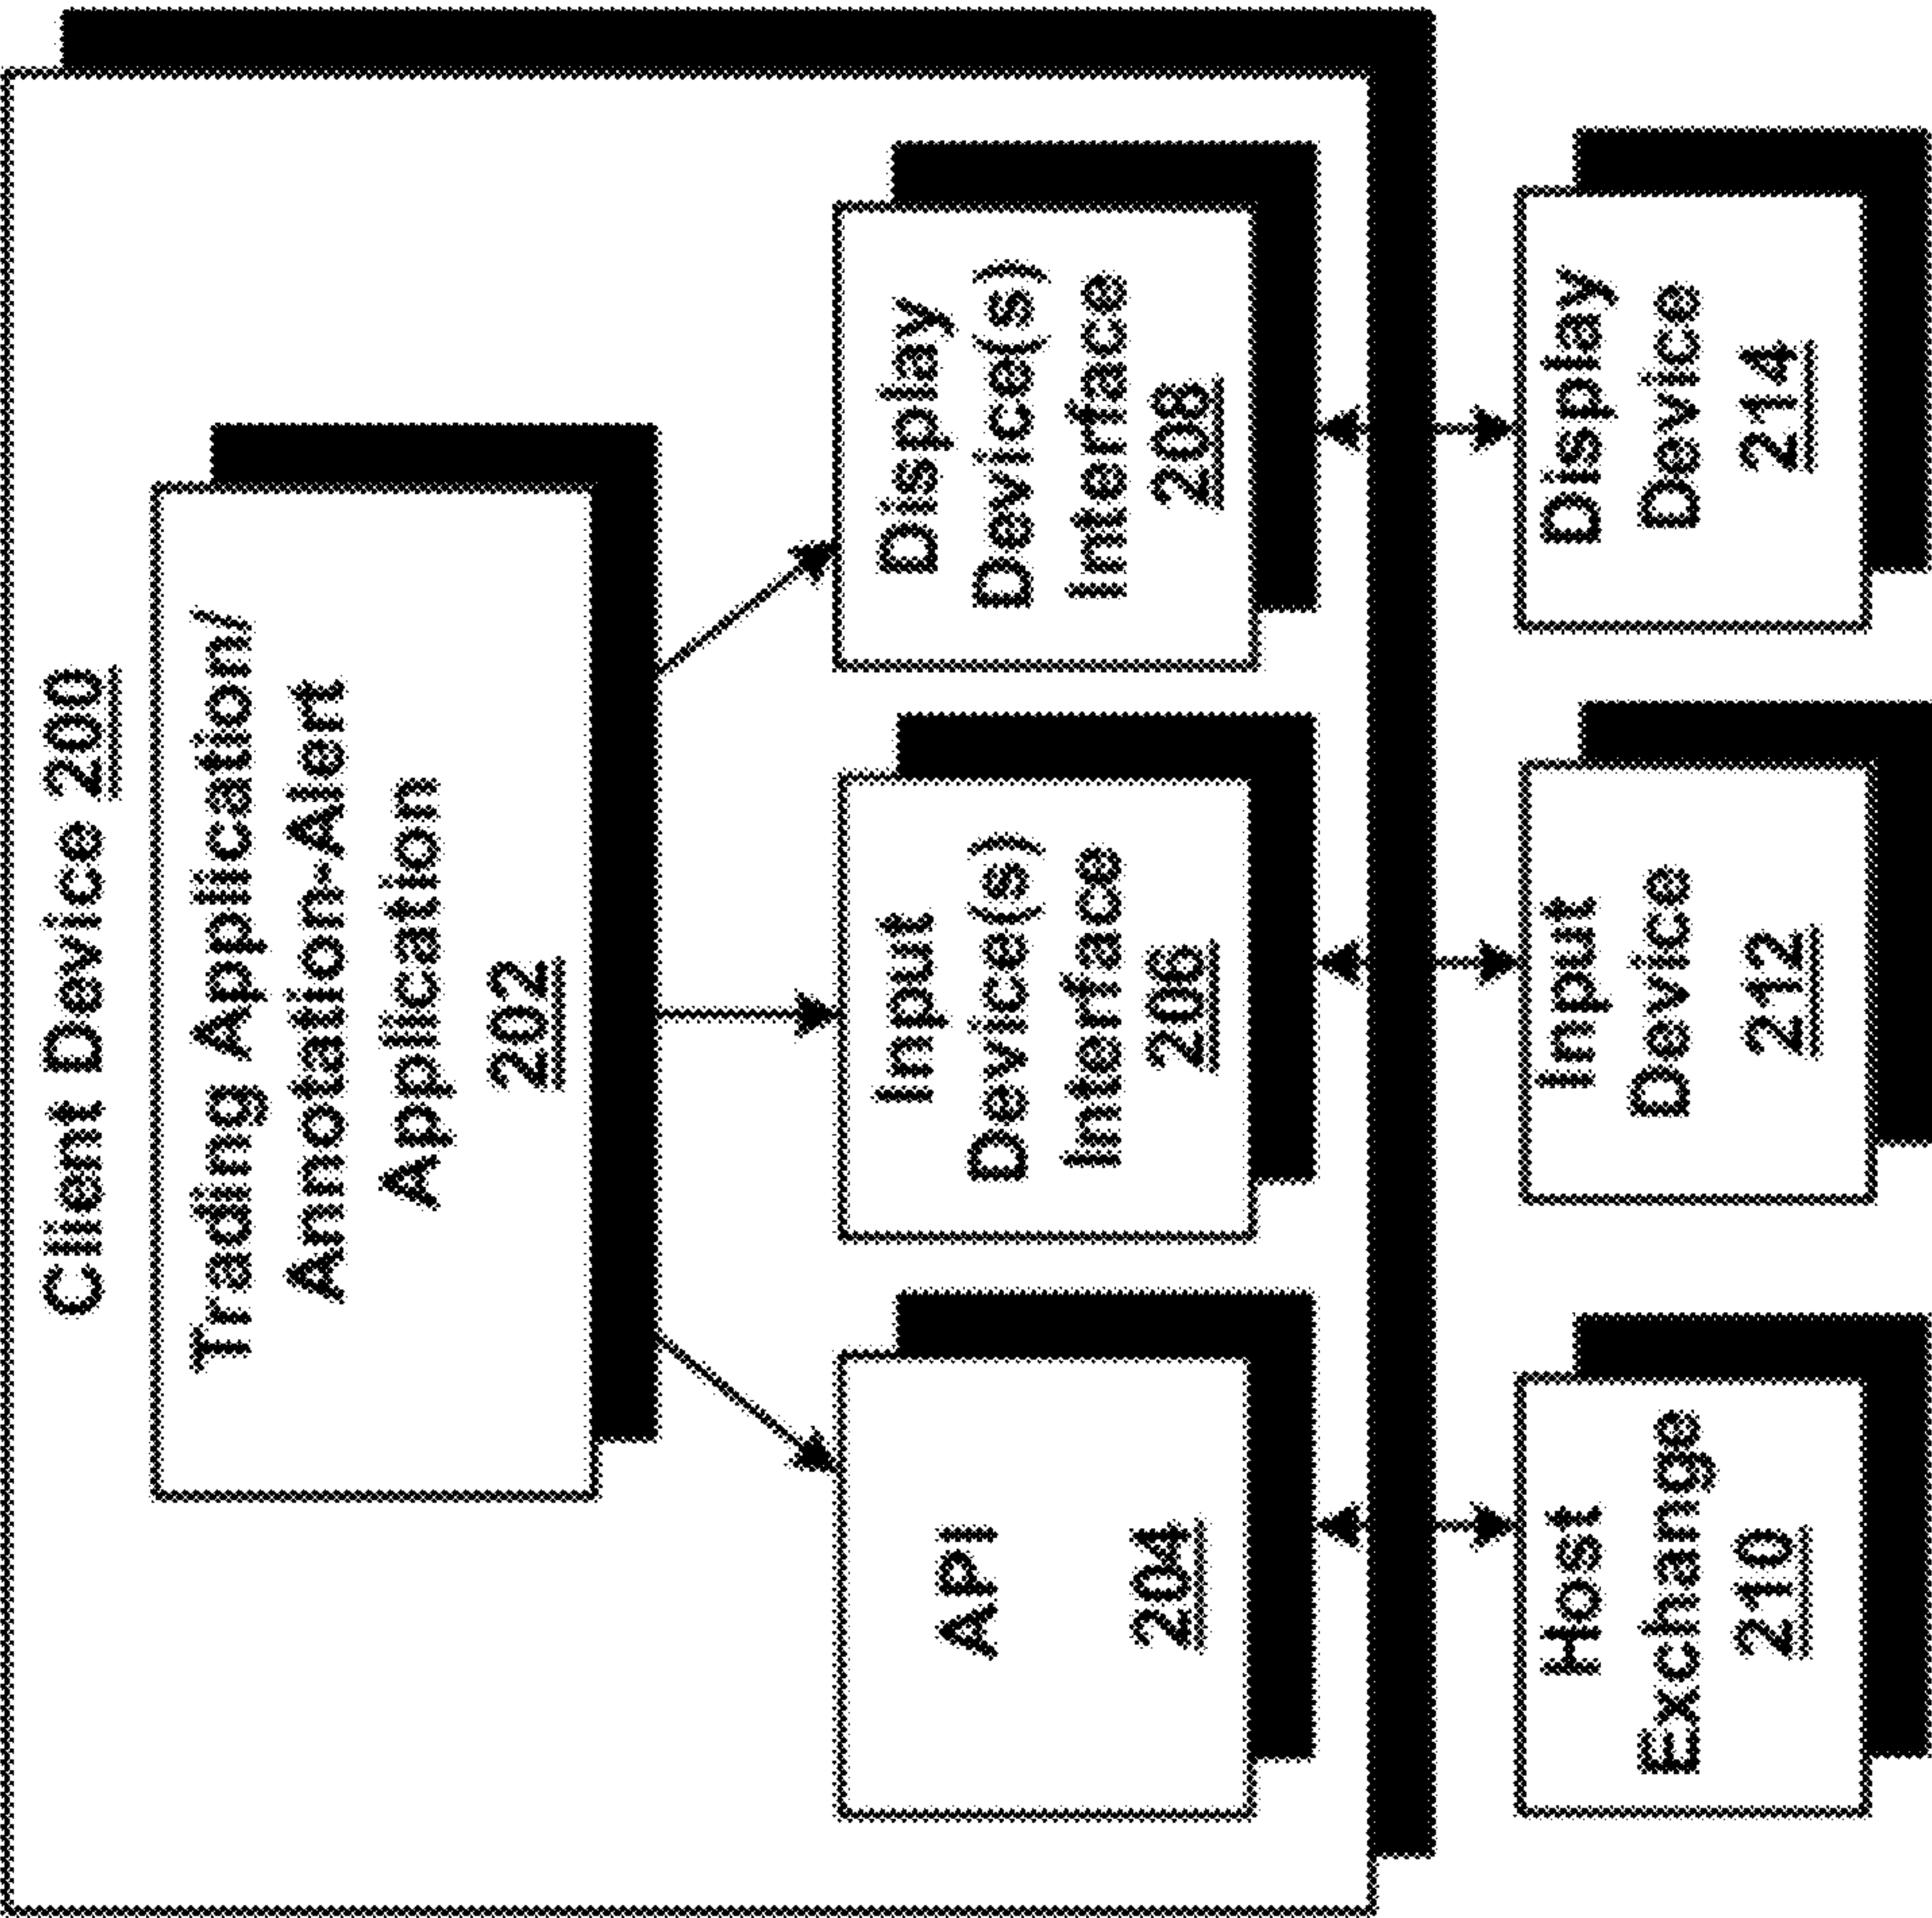 Client Device 200
Trading Application/
Annotation-Alert
Application
202
API
204
Input
Device(s)
Interface
206
Display
Device(s)
Interface
208
Host
Exchange
210
Input
Device
212
Display
Device
214